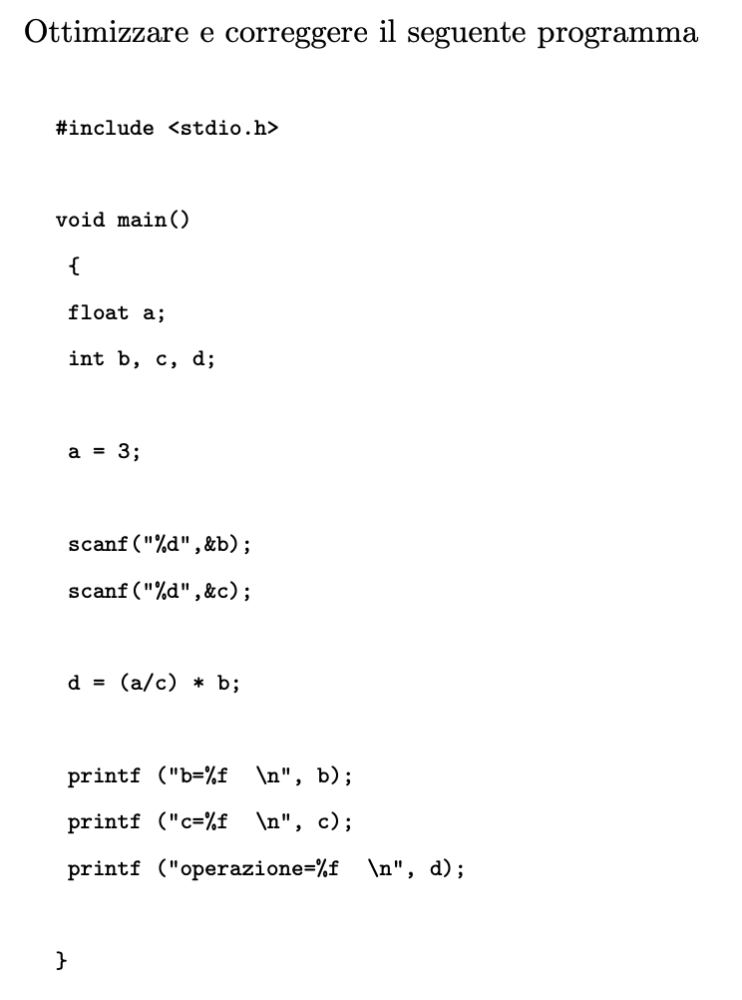 Ottimizzare e correggere il seguente programma
#include <stdio.h>
void main()
{
float a;
int b, c, d;
a = 3;
scanf("%d",&b);
scanf("%d",&c);
d = (a/c) * b;
printf ("b=%f  \n", b);
printf ("c=%f  \n", c);
printf ("operazione=%f  \n", d);
}